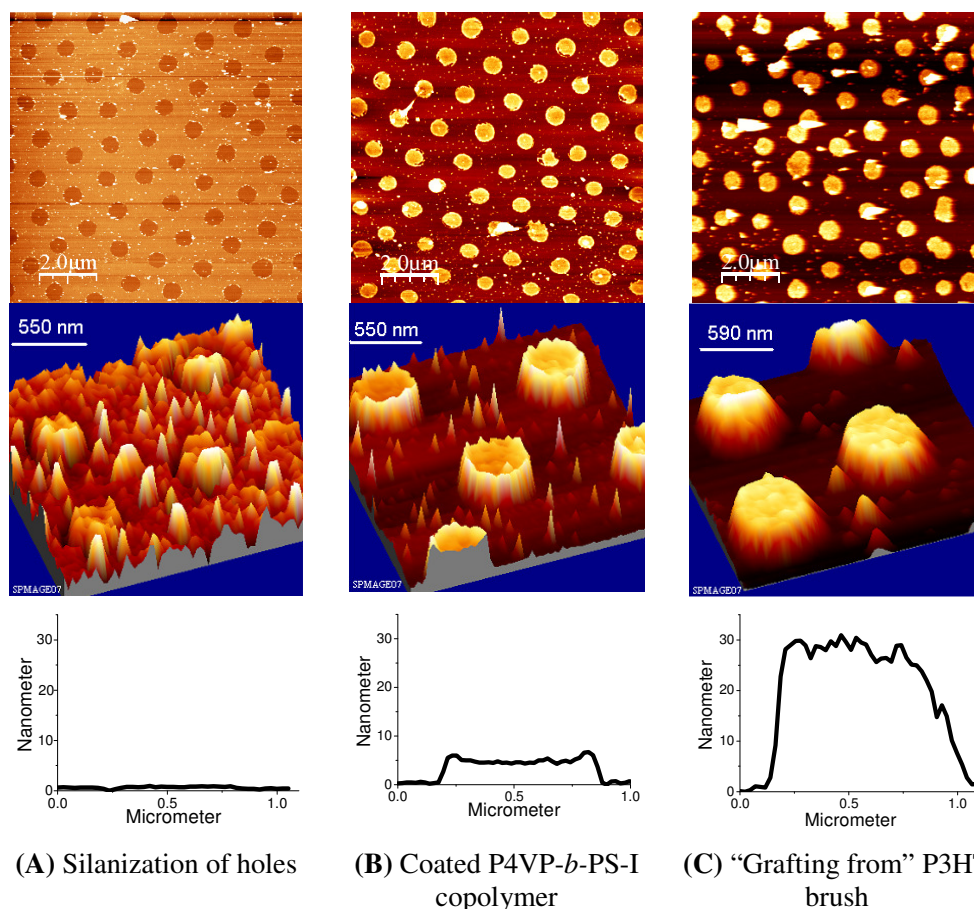 2.0µm
2.0µm
2.0µm
550 nm
550 nm
590 nm
SPMAGE07
SPMAGE07
SPMAGE07
30
20
10
0
Nanometer
0.0 0.5 1.0
Micrometer
30
20
10
0
Nanometer
0.0 0.5 1.0
Micrometer
30
20
10
0
Nanometer
0.0 0.5 1.0
Micrometer
(A) Silanization of holes
(B) Coated P4VP-b-PS-I
copolymer
(C) “Grafting from” P3H
brush